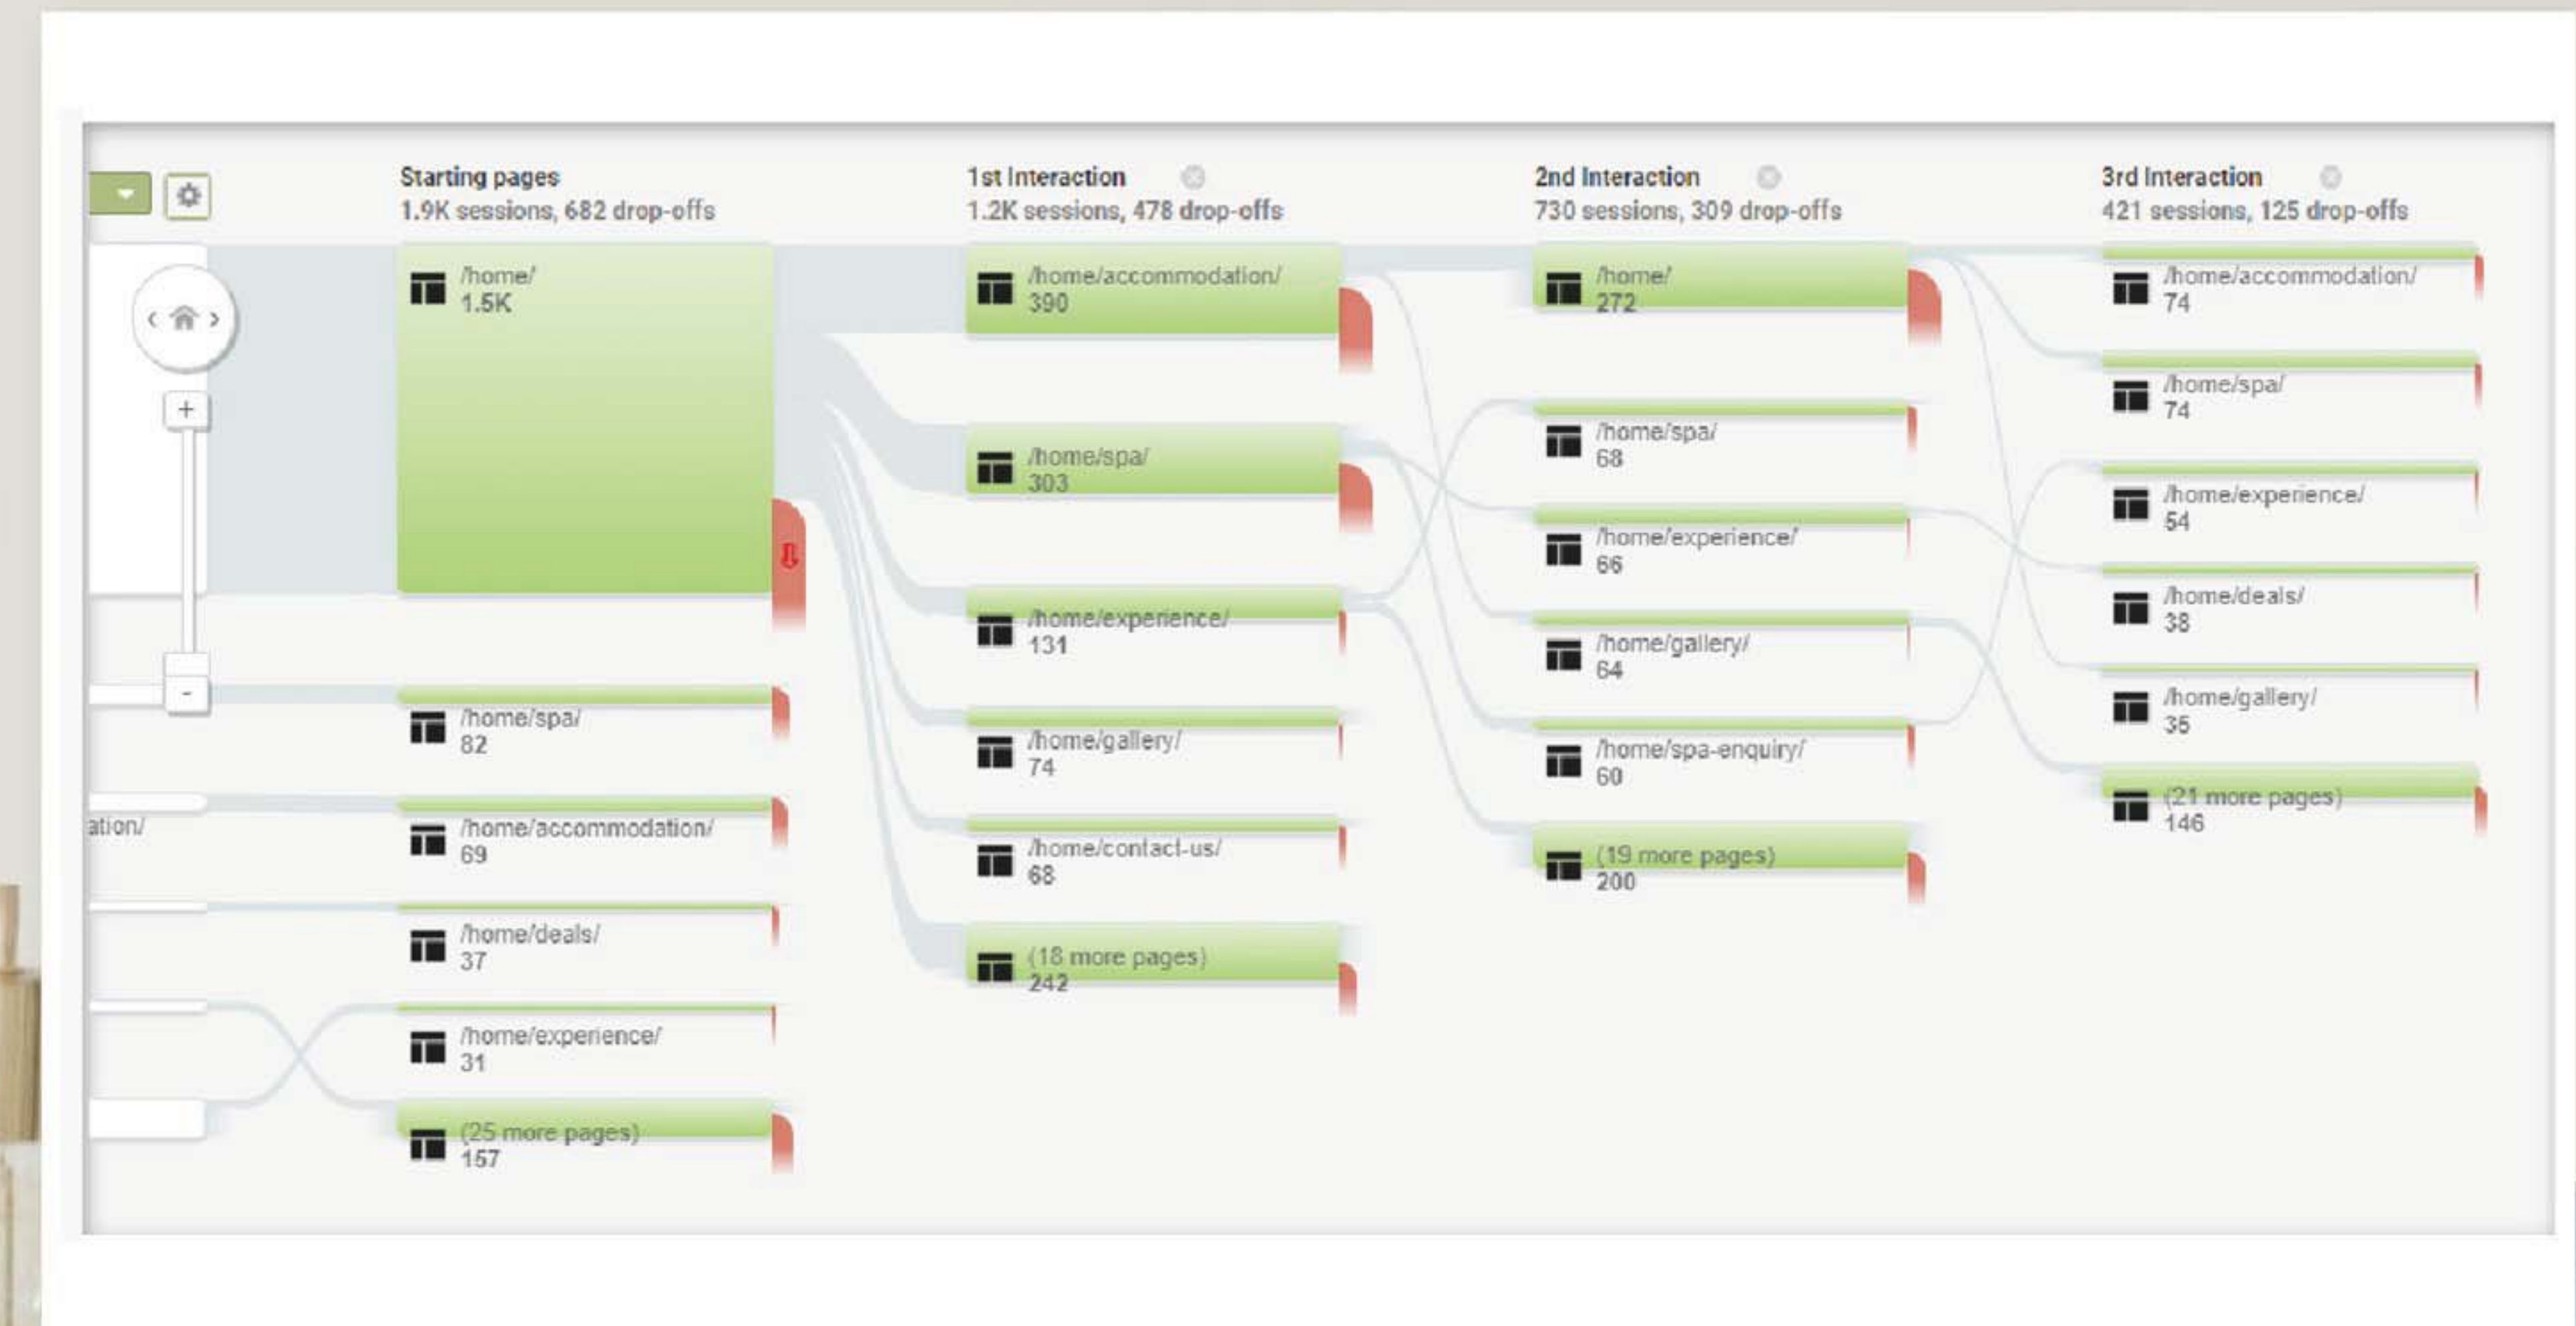 Starting pages
1.9K sessions, 682 drop-offs
/home/
1.5K
/home/spa/
82
ation/
/home/accommodation/
69
/home/deals/
37
/home/experience/
31
(25 more pages)
157
1st Interaction
1.2K sessions, 478 drop-offs
/home/accommodation/
390
/home/spa/
303
/home/experience/
131
/home/gallery/
74
/home/contact-us/
68
(18 more pages)
242
2nd Interaction
730 sessions, 309 drop-offs
/home/
272
/home/spa/
68
/home/experience/
66
/home/gallery/
64
/home/spa-enquiry/
60
(19 more pages)
200
3rd Interaction
421 sessions, 125 drop-offs
/home/accommodation/
74
/home/spa/
74
/home/experience/
54
/home/deals/
38
/home/gallery/
35
(21 more pages)
146